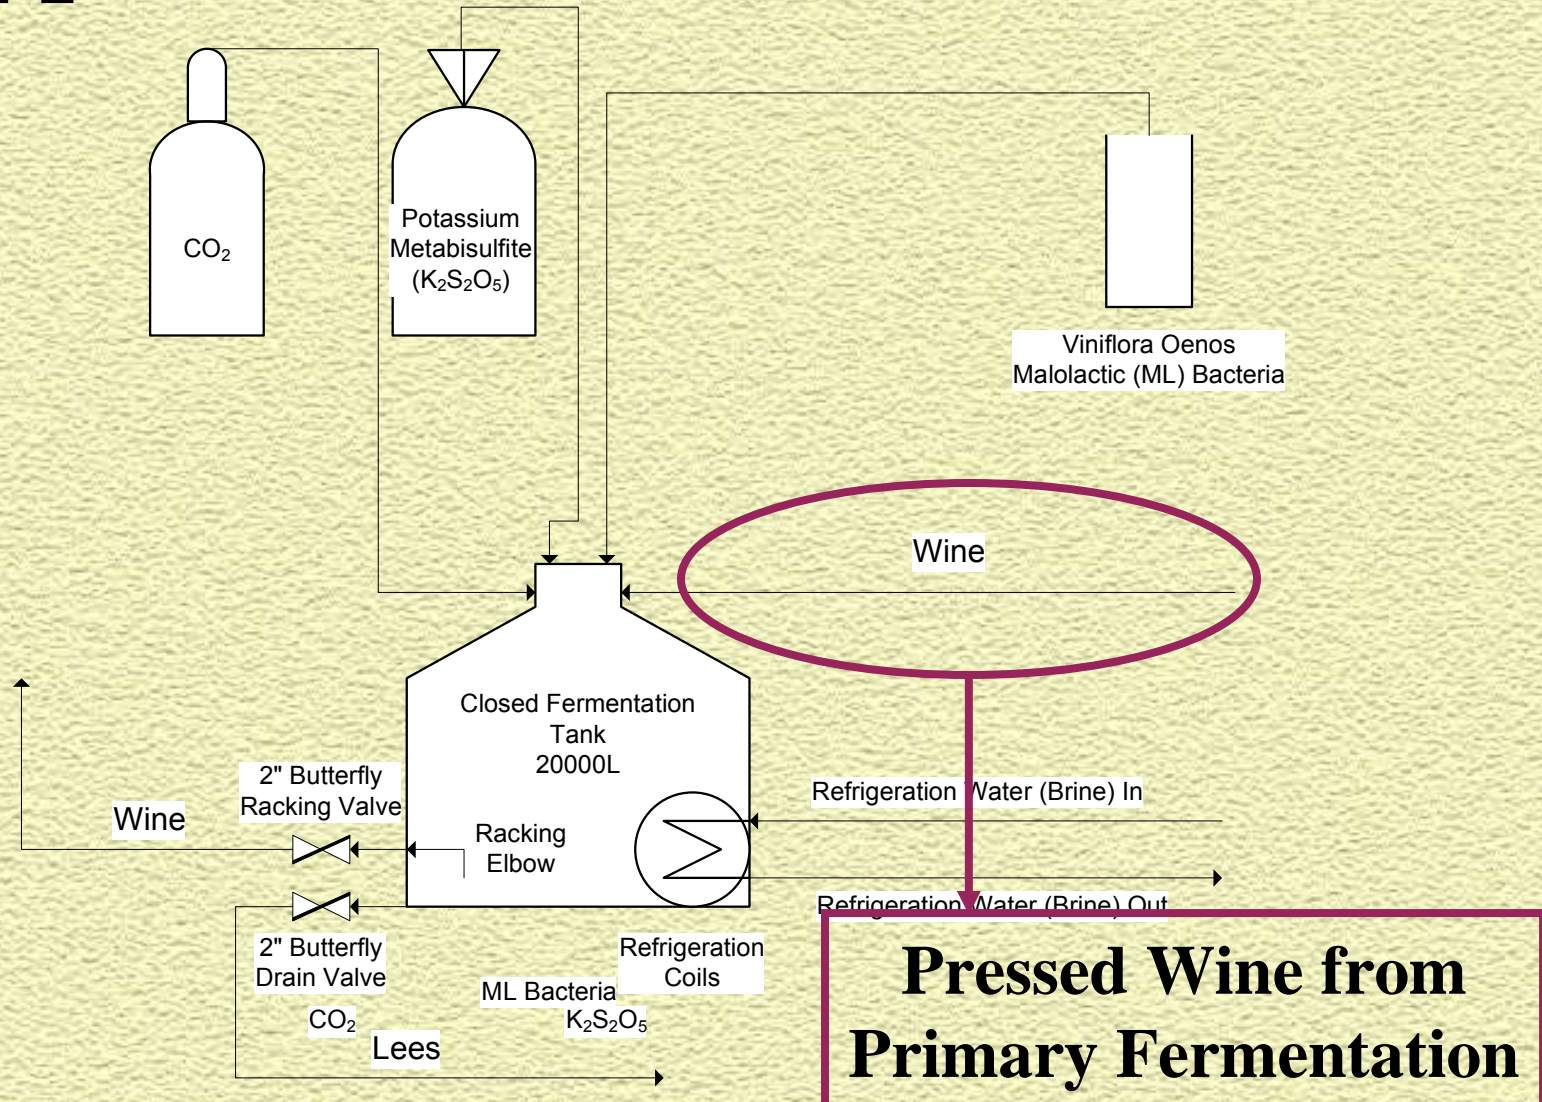 CO₂
Potassium
Metabisulfite
(K₂S₂O₅)
Viniflora Oenos
Malolactic (ML) Bacteria
Wine
Closed Fermentation
Tank
20000L
2" Butterfly
Racking Valve
Wine
Racking
Elbow
Refrigeration Water (Brine) In
Refrigeration Water (Brine) Out
2" Butterfly
Drain Valve
Refrigeration
Coils
ML Bacteria
CO₂
K₂S₂O₅
Lees
Pressed Wine from
Primary Fermentation